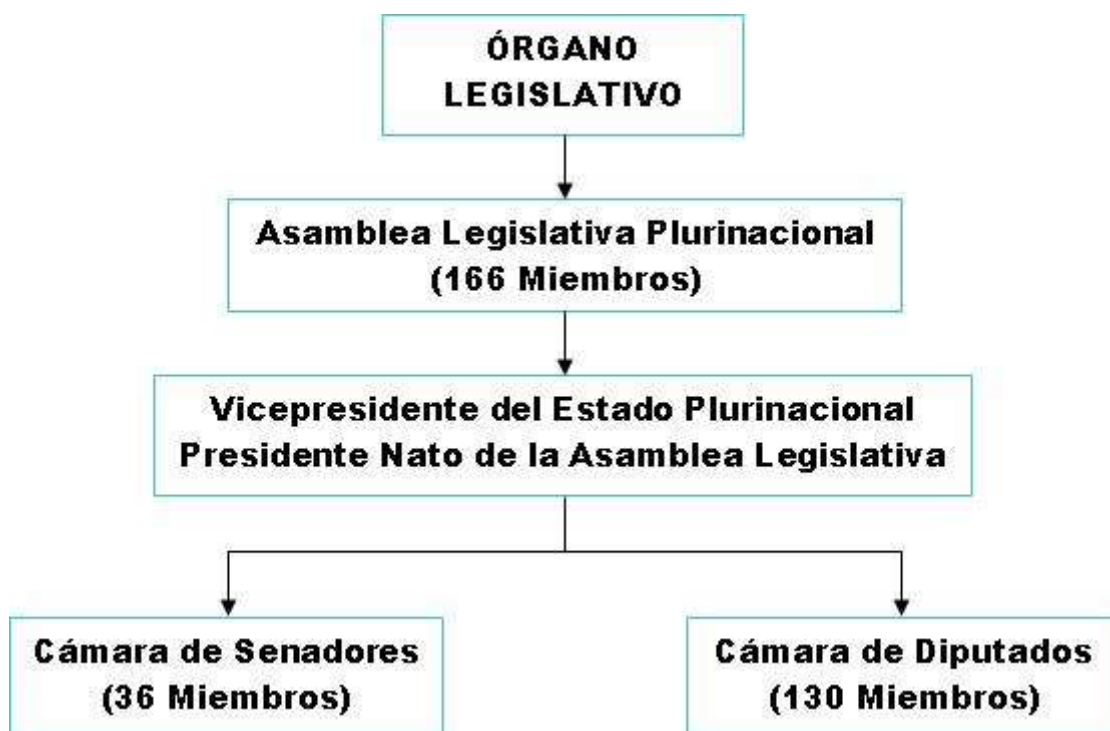 ÓRGANO
LEGISLATIVO
Asamblea Legislativa Plurinacional
(166 Miembros)
Vicepresidente del Estado Plurinacional
Presidente Nato de la Asamblea Legislativa
Cámara de Senadores
(36 Miembros)
Cámara de Diputados
(130 Miembros)